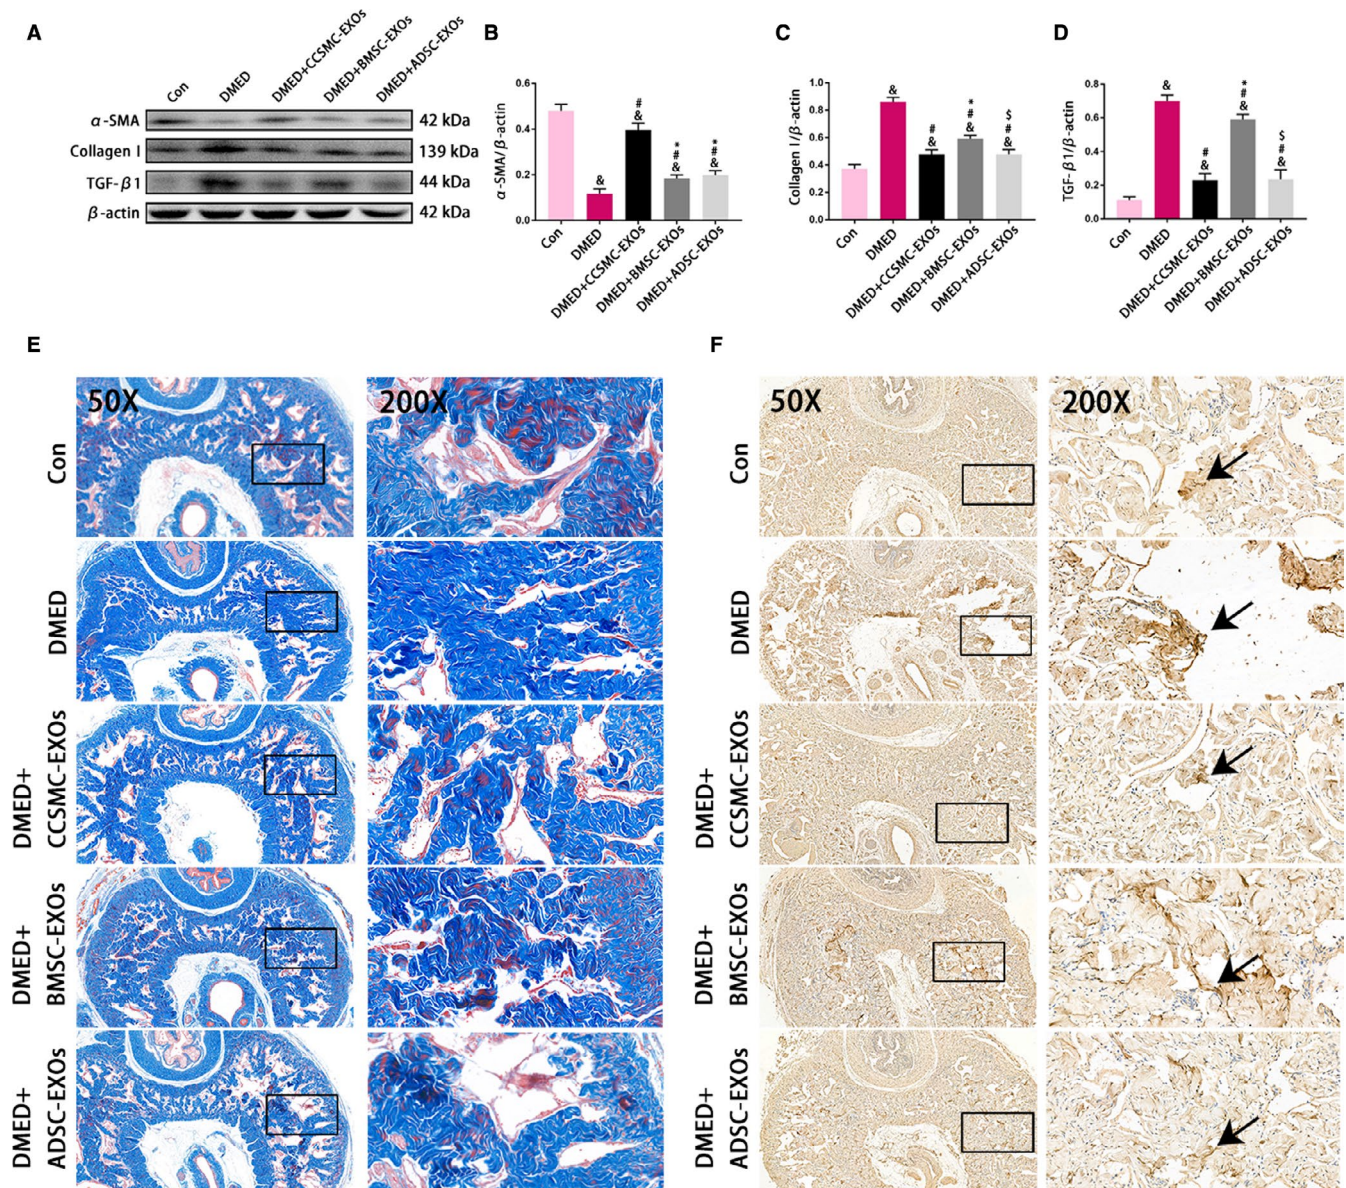 A
Con
DMED
DMED+CCSMC-EXOs
DMED+BMSC-EXOs
DMED+ADSC-EXOs
α-SMA
42 kDa
Collagen I
139 kDa
TGF-β1
44 kDa
β-actin
42 kDa
B
α-SMA/β-actin
0.6
0.4
0.2
0.0
&
#
&
*
#
&
*
#
&
Con
DMED
DMED+CCSMC-EXOs
DMED+BMSC-EXOs
DMED+ADSC-EXOs
C
Collagen I/β-actin
1.0
0.8
0.6
0.4
0.2
0.0
&
#
&
*
#
&
$
#
&
Con
DMED
DMED+CCSMC-EXOs
DMED+BMSC-EXOs
DMED+ADSC-EXOs
D
TGF-β1/β-actin
0.8
0.6
0.4
0.2
0.0
&
#
&
*
#
&
$
#
&
Con
DMED
DMED+CCSMC-EXOs
DMED+BMSC-EXOs
DMED+ADSC-EXOs
E
50X
200X
Con
DMED
DMED+
CCSMC-EXOs
DMED+
BMSC-EXOs
DMED+
ADSC-EXOs
F
50X
200X
Con
DMED
DMED+
CCSMC-EXOs
DMED+
BMSC-EXOs
DMED+
ADSC-EXOs